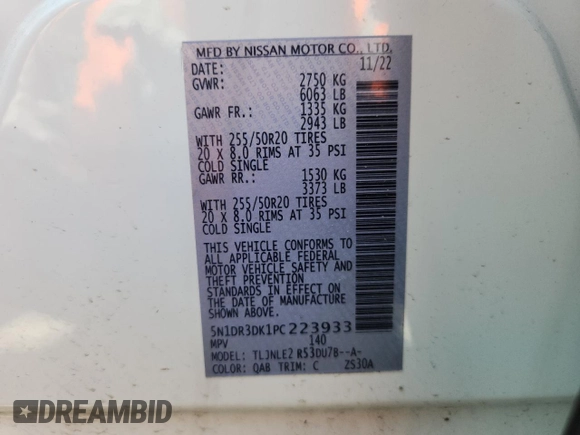 MFD BY NISSAN MOTOR CO., LTD.
DATE: 11/22
GVWR: 2750 KG
6063 LB
GAWR FR.: 1335 KG
2943 LB
WITH 255/50R20 TIRES
20 X 8.0 RIMS AT 35 PSI
COLD SINGLE
GAWR RR.: 1530 KG
3373 LB
WITH 255/50R20 TIRES
20 X 8.0 RIMS AT 35 PSI
COLD SINGLE
THIS VEHICLE CONFORMS TO
ALL APPLICABLE FEDERAL
MOTOR VEHICLE SAFETY AND
THEFT PREVENTION
STANDARDS IN EFFECT ON
THE DATE OF MANUFACTURE
SHOWN ABOVE.
5N1DR3DK1PC223933
MPV 140
MODEL: TLJNLE2 RS3DU7B--A-
COLOR: QAB TRIM: C ZS30A
DREAMBID